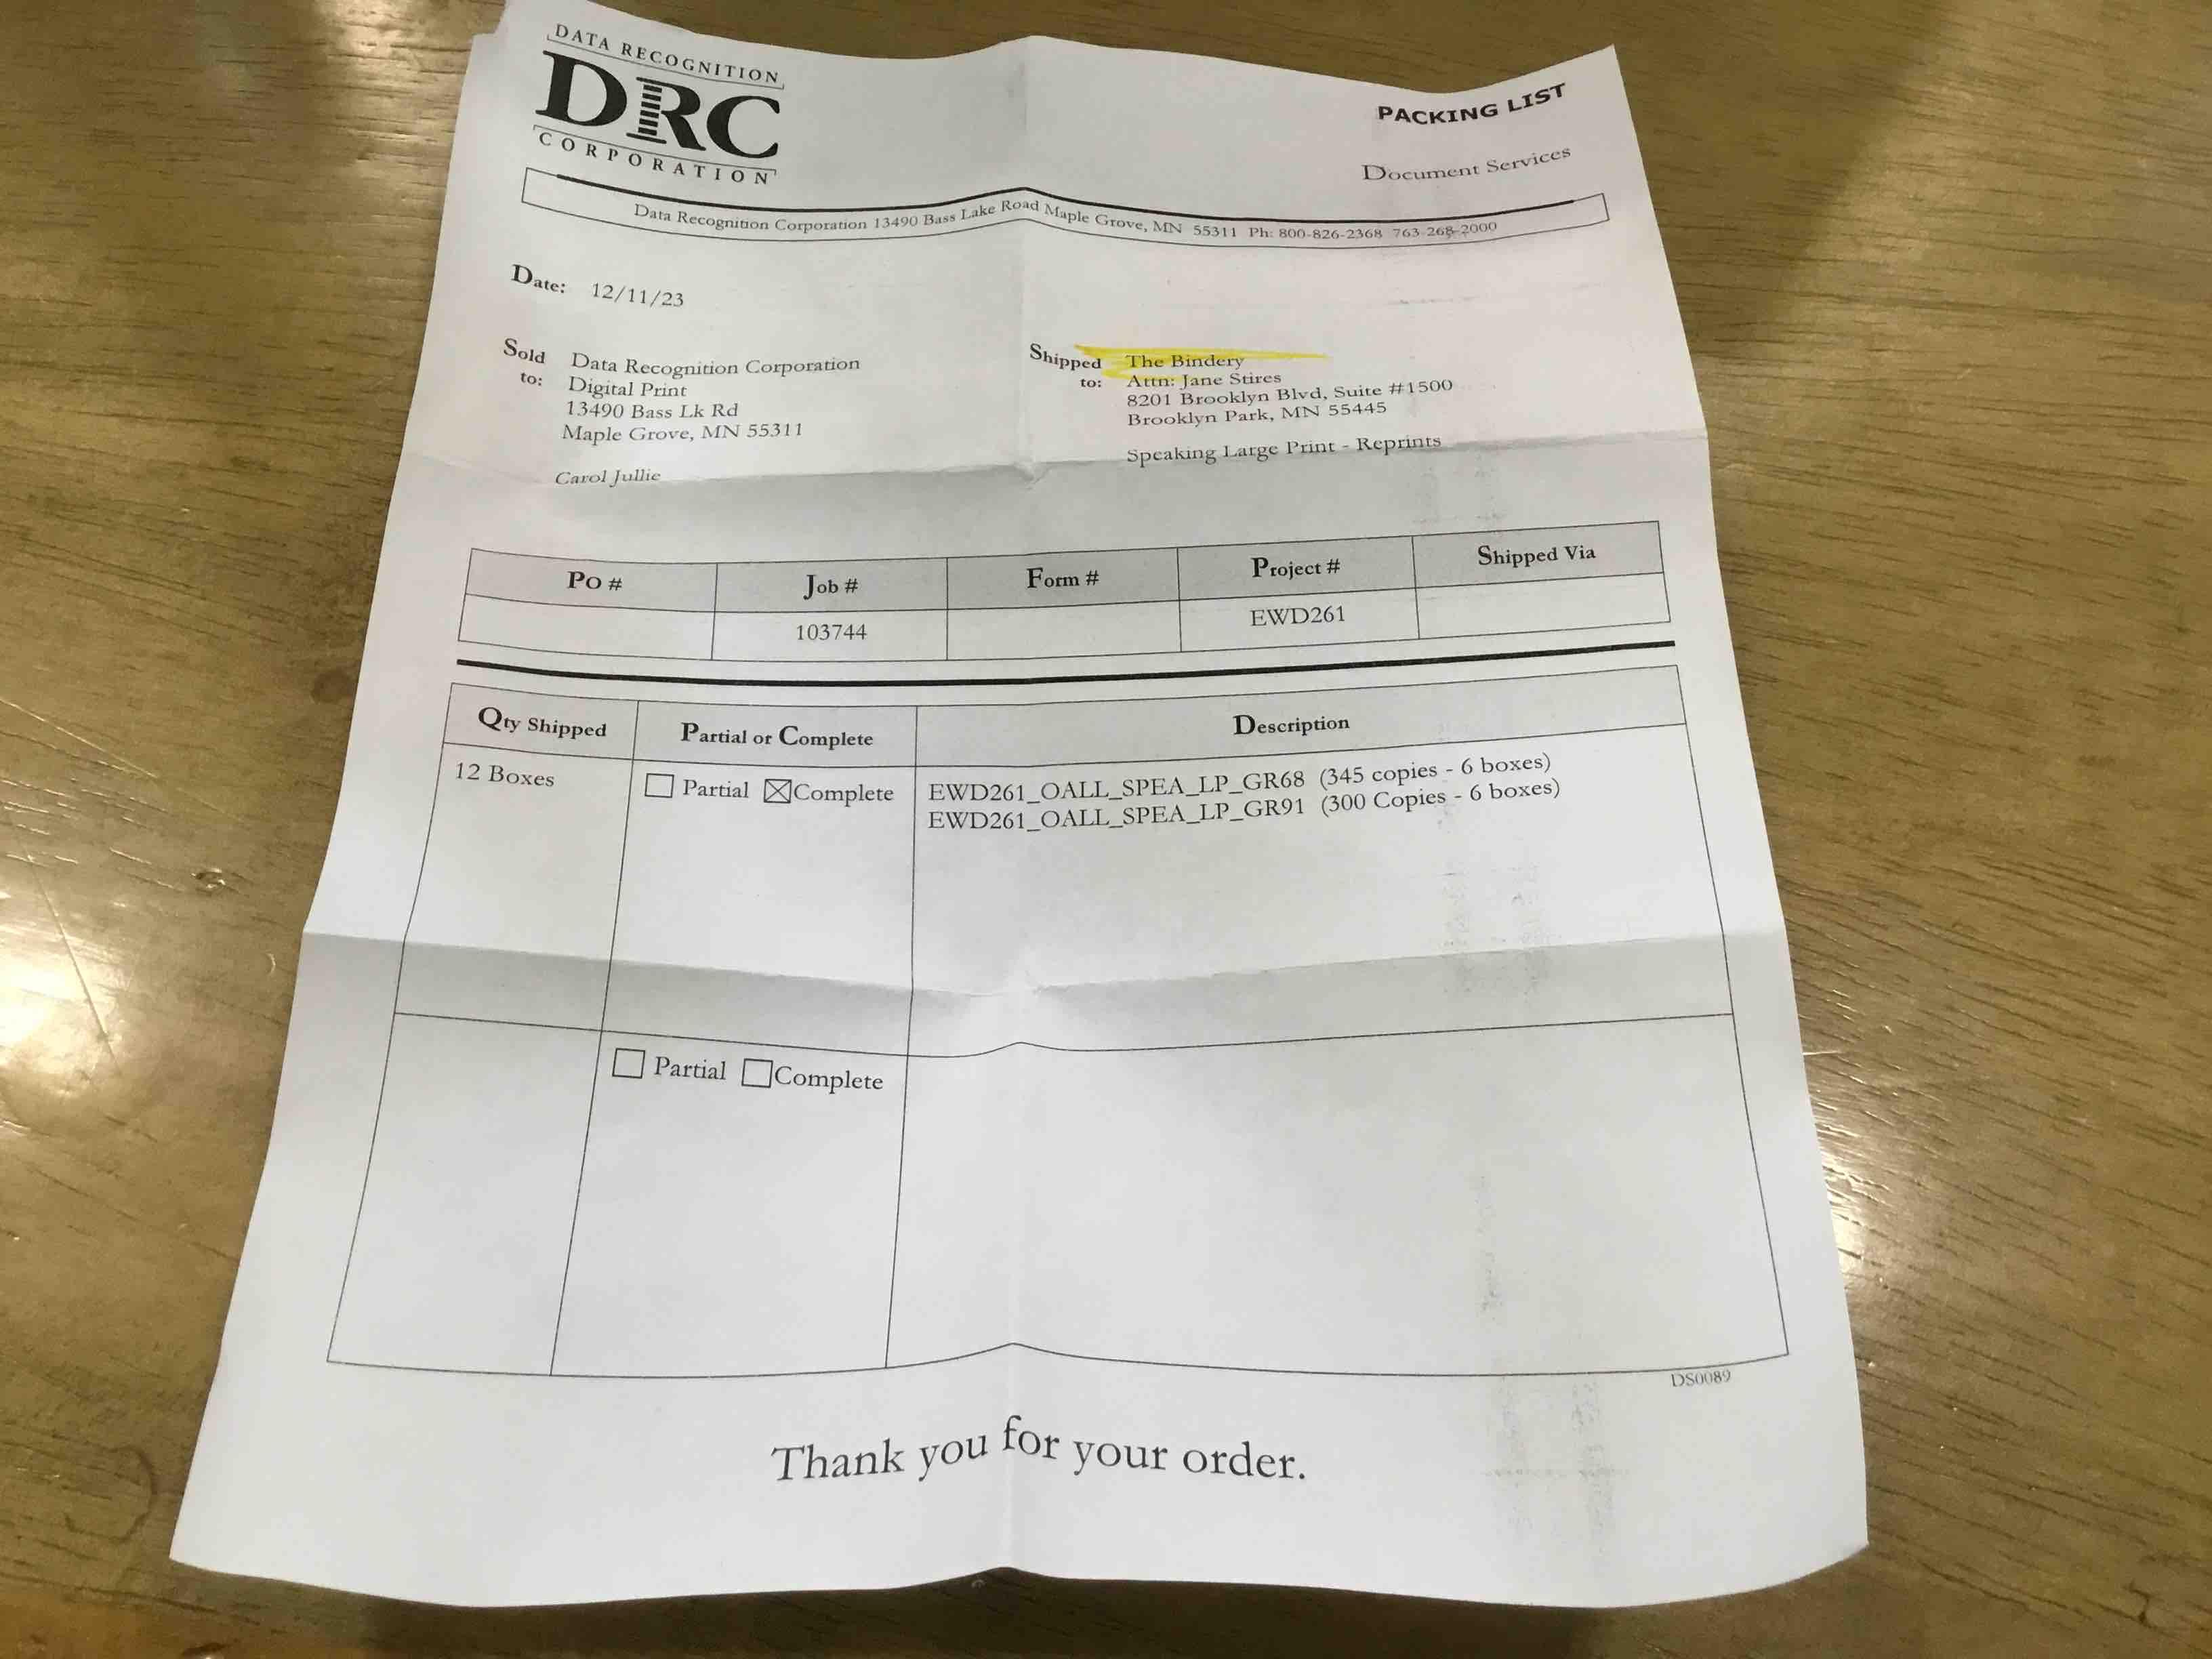 DATA RECOGNITION
DRC
CORPORATION
PACKING LIST
Document Services
Data Recognition Corporation 13490 Bass Lake Road Maple Grove, MN 55311 Ph: 800-826-2368 763-268-2000
Date: 12/11/23
Sold to: Data Recognition Corporation
Digital Print
13490 Bass Lk Rd
Maple Grove, MN 55311
Carol Jullie
Shipped to: The Bindery
Attn: Jane Stires
8201 Brooklyn Blvd, Suite #1500
Brooklyn Park, MN 55445
Speaking Large Print - Reprints
PO # Job # Form # Project # Shipped Via
103744 EWD261
Qty Shipped Partial or Complete Description
12 Boxes Partial Complete EWD261_OALL_SPEA_LP_GR68 (345 copies - 6 boxes)
EWD261_OALL_SPEA_LP_GR91 (300 Copies - 6 boxes)
Partial Complete
DS0089
Thank you for your order.